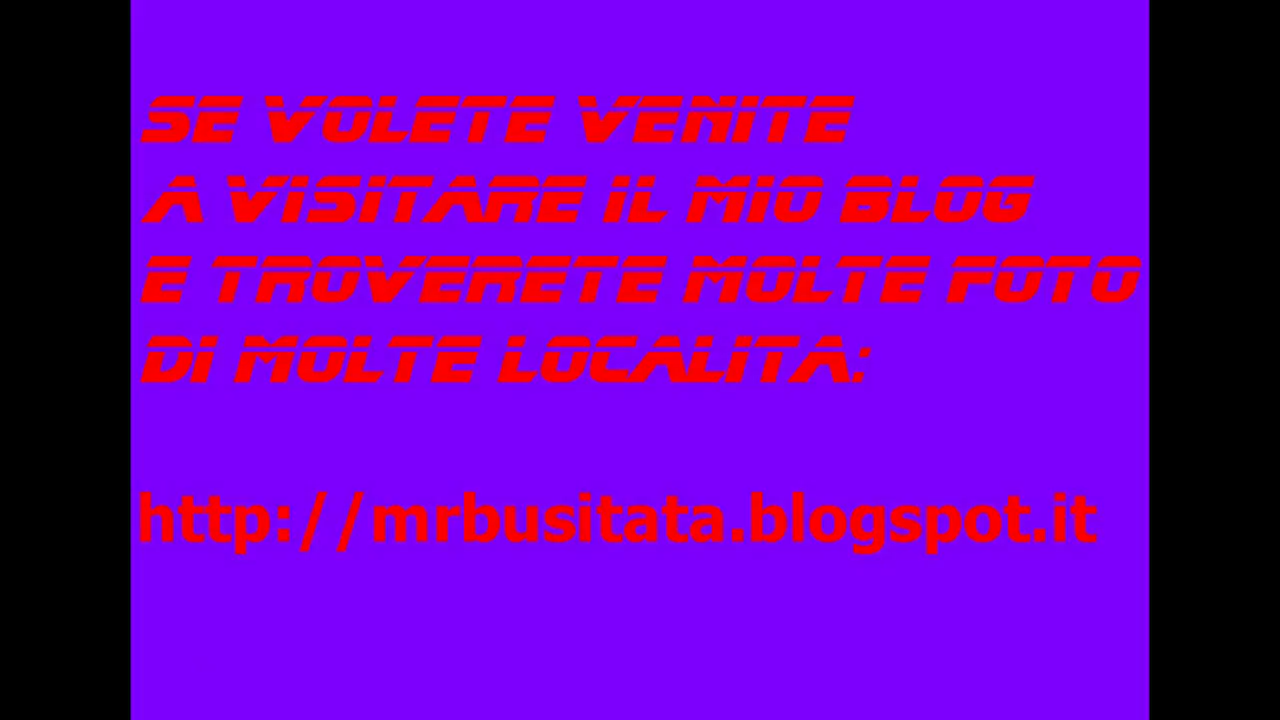 SE VOLETE VENITE
A VISITARE IL MIO BLOG
E TROVERETE MOLTE FOTO
DI MOLTE LOCALITA:
http://mrbusitata.blogspot.it